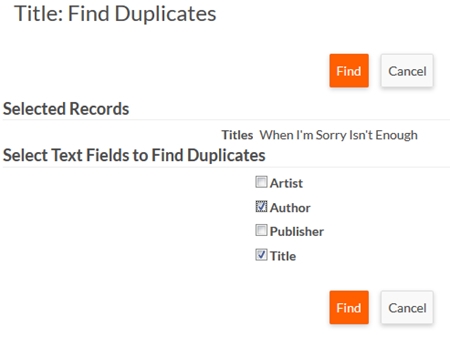 Title: Find Duplicates
Find Cancel
Selected Records
Titles When I'm Sorry Isn't Enough
Select Text Fields to Find Duplicates
Artist
Author
Publisher
Title
Find Cancel